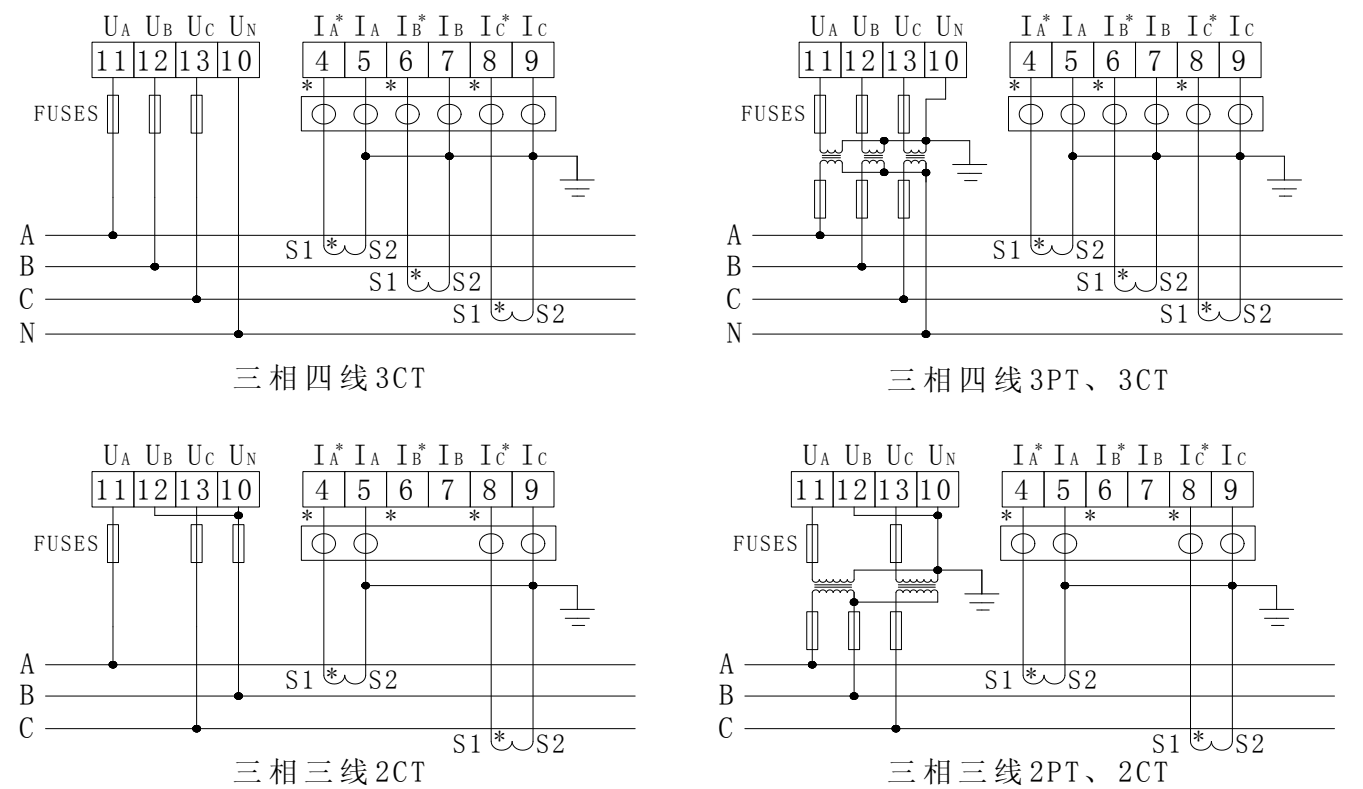 UA UB UC UN IA* IA IB* IB IC* IC
11 12 13 10 4 5 6 7 8 9
* * *
FUSES
A
S1 * S2
B
S1 * S2
C
S1 * S2
N
三相四线3CT
UA UB UC UN IA* IA IB* IB IC* IC
11 12 13 10 4 5 6 7 8 9
* * *
FUSES
A
S1 * S2
B
S1 * S2
C
S1 * S2
N
三相四线3PT、3CT
UA UB UC UN IA* IA IB* IB IC* IC
11 12 13 10 4 5 6 7 8 9
* * *
FUSES
A
S1 * S2
B
C
S1 * S2
三相三线2CT
UA UB UC UN IA* IA IB* IB IC* IC
11 12 13 10 4 5 6 7 8 9
* * *
FUSES
A
S1 * S2
B
C
S1 * S2
三相三线2PT、2CT